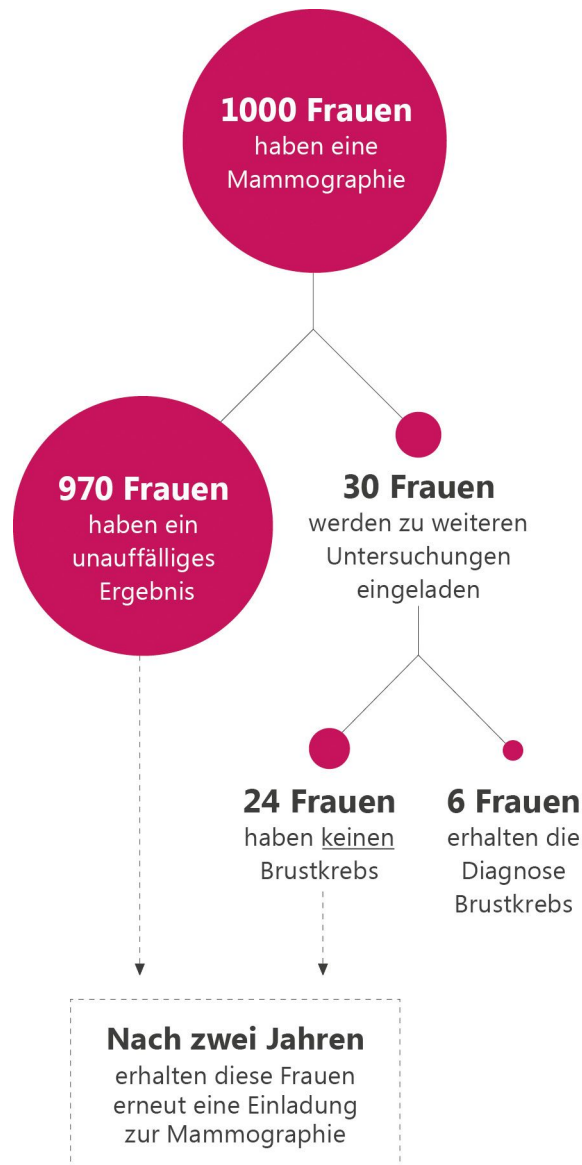 1000 Frauen
haben eine
Mammographie
970 Frauen
haben ein
unauffälliges
Ergebnis
30 Frauen
werden zu weiteren
Untersuchungen
eingeladen
24 Frauen
haben keinen
Brustkrebs
6 Frauen
erhalten die
Diagnose
Brustkrebs
Nach zwei Jahren
erhalten diese Frauen
erneut eine Einladung
zur Mammographie